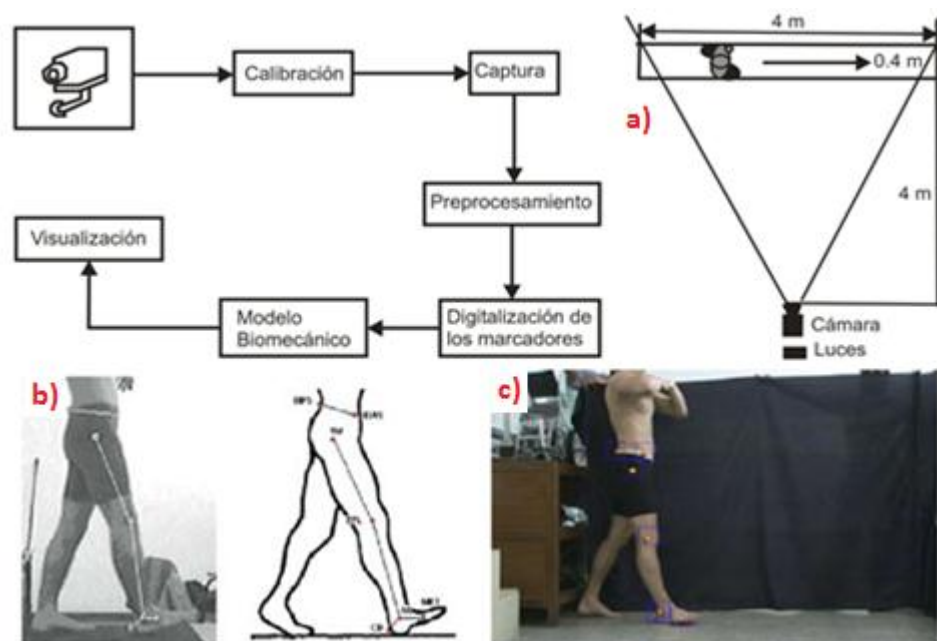 4 m
Calibración
Captura
0.4 m
a)
Preprocesamiento
4 m
Visualización
Modelo
Biomecánico
Digitalización de
los marcadores
Cámara
Luces
b)
c)